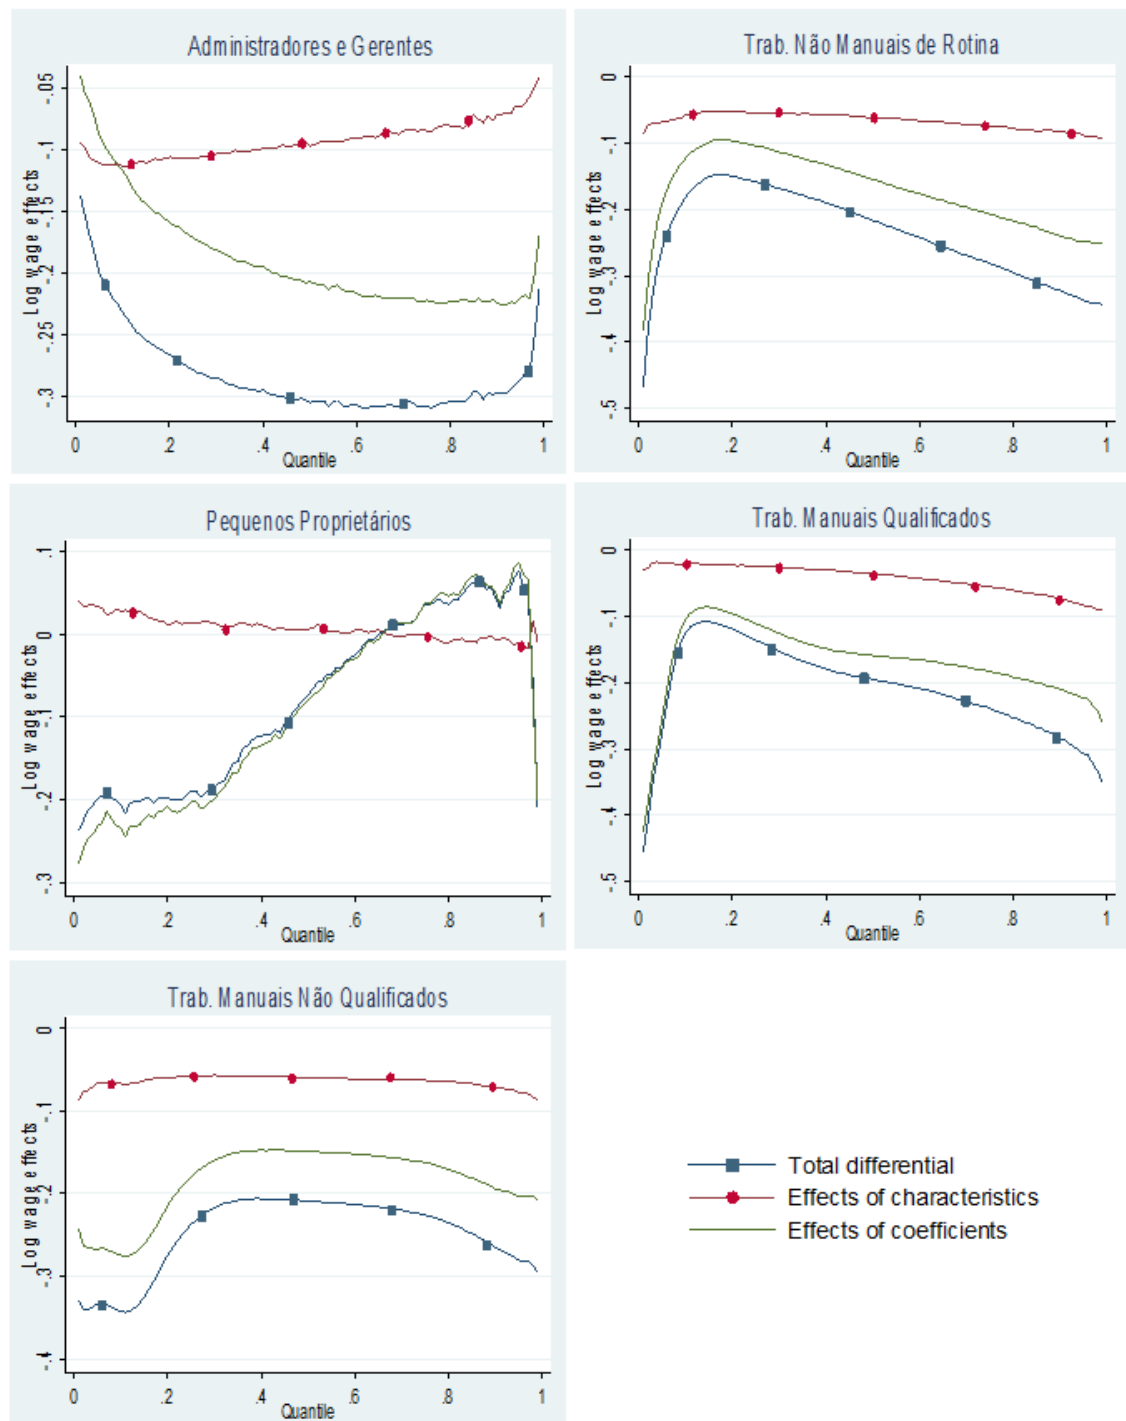 Administradores e Gerentes
Log wage effects
-.05
-.1
-.15
-.2
-.25
-.3
0 .2 .4 .6 .8 1
Quantile
Trab. Não Manuais de Rotina
Log wage effects
0
-.1
-.2
-.3
-.4
-.5
0 .2 .4 .6 .8 1
Quantile
Pequenos Proprietários
Log wage effects
.1
0
-.1
-.2
-.3
0 .2 .4 .6 .8 1
Quantile
Trab. Manuais Qualificados
Log wage effects
0
-.1
-.2
-.3
-.4
-.5
0 .2 .4 .6 .8 1
Quantile
Trab. Manuais Não Qualificados
Log wage effects
0
-.1
-.2
-.3
-.4
0 .2 .4 .6 .8 1
Quantile
Total differential
Effects of characteristics
Effects of coefficients